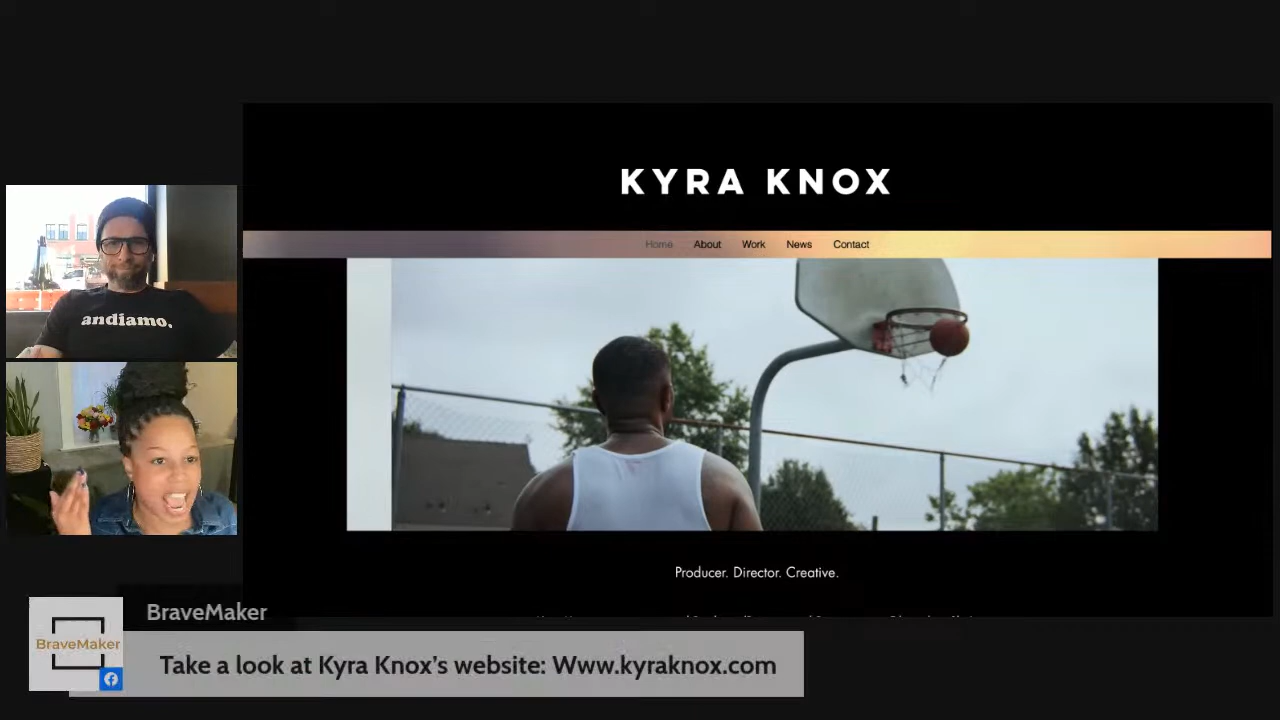 KYRA KNOX
Home About Work News Contact
andiamo.
Producer. Director. Creative.
BraveMaker
BraveMaker
Take a look at Kyra Knox's website: Www.kyraknox.com